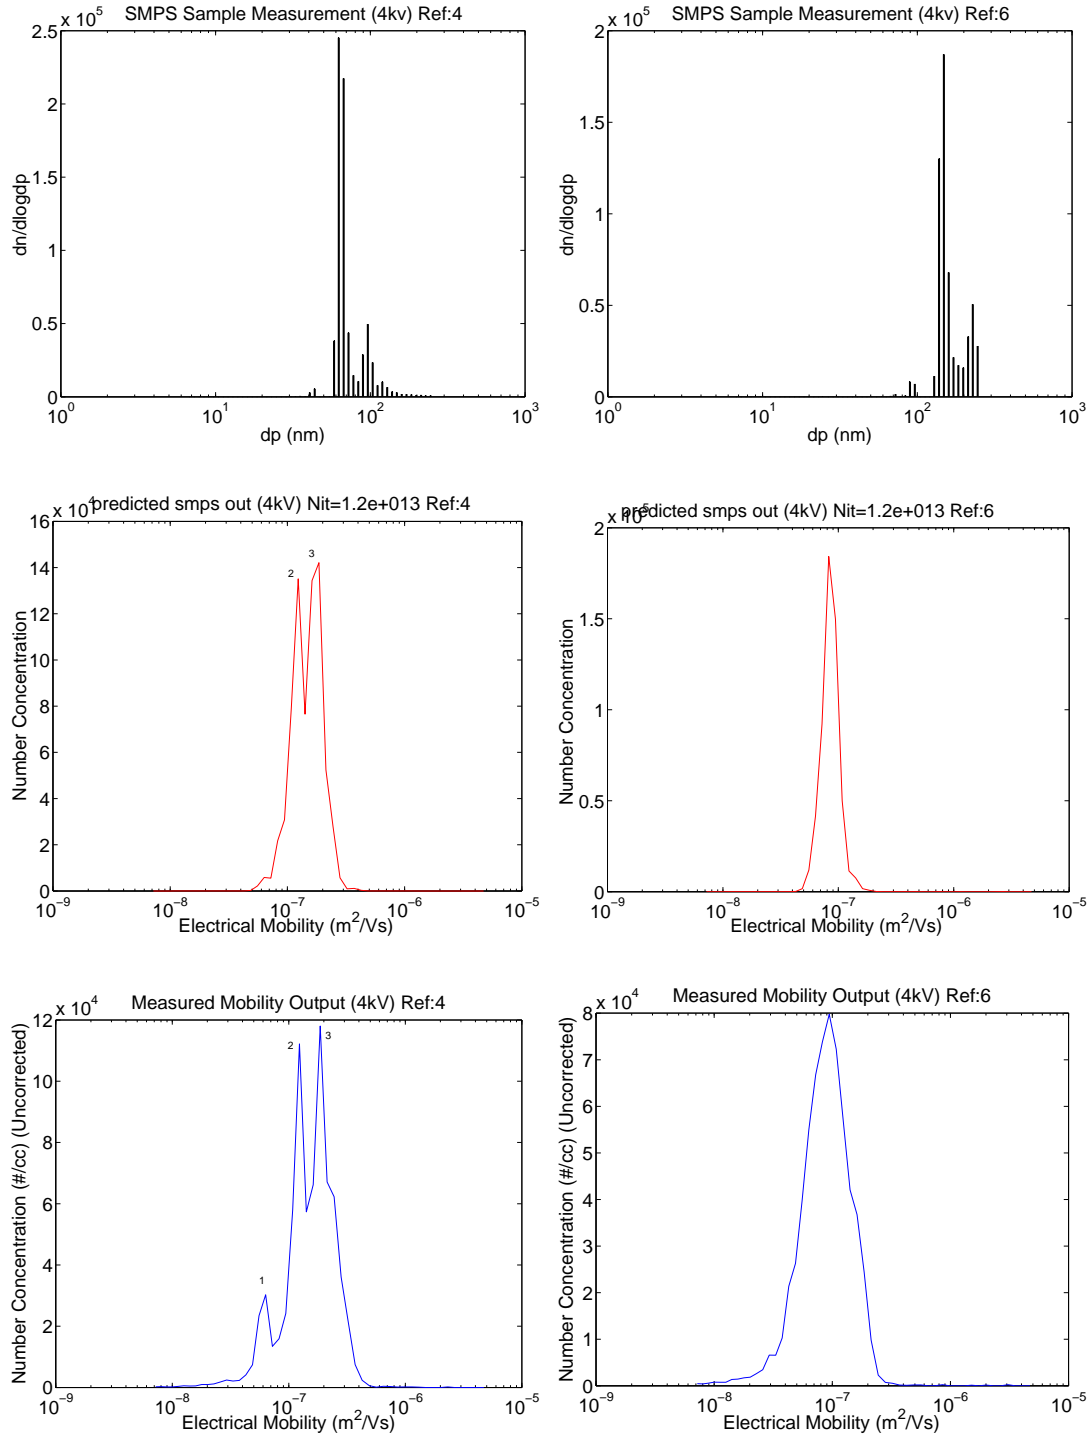 x 10^5 SMPS Sample Measurement (4kv) Ref:4
2.5
2
1.5
1
0.5
0
dn/dlogdp
10^0 10^1 10^2 10^3
dp (nm)
x 10^5 SMPS Sample Measurement (4kv) Ref:6
2
1.5
1
0.5
0
dn/dlogdp
10^0 10^1 10^2 10^3
dp (nm)
x 10^4 predicted smps out (4kV) Nit=1.2e+013 Ref:4
16
14
12
10
8
6
4
2
0
Number Concentration
2
3
10^-9 10^-8 10^-7 10^-6 10^-5
Electrical Mobility (m^2/Vs)
x 10^5 predicted smps out (4kV) Nit=1.2e+013 Ref:6
2
1.5
1
0.5
0
Number Concentration
10^-9 10^-8 10^-7 10^-6 10^-5
Electrical Mobility (m^2/Vs)
x 10^4 Measured Mobility Output (4kV) Ref:4
12
10
8
6
4
2
0
Number Concentration (#/cc) (Uncorrected)
1
2
3
10^-9 10^-8 10^-7 10^-6 10^-5
Electrical Mobility (m^2/Vs)
x 10^4 Measured Mobility Output (4kV) Ref:6
8
7
6
5
4
3
2
1
0
Number Concentration (#/cc) (Uncorrected)
10^-9 10^-8 10^-7 10^-6 10^-5
Electrical Mobility (m^2/Vs)